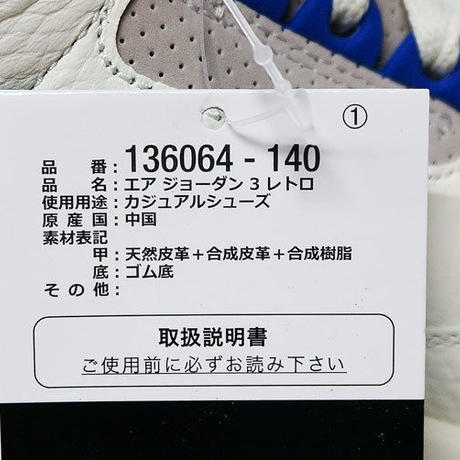 ①
品番：136064 - 140
品名：エア ジョーダン 3 レトロ
使用用途：カジュアルシューズ
原産国：中国
素材表記
甲：天然皮革＋合成皮革＋合成樹脂
底：ゴム底
その他：
取扱説明書
ご使用前に必ずお読み下さい